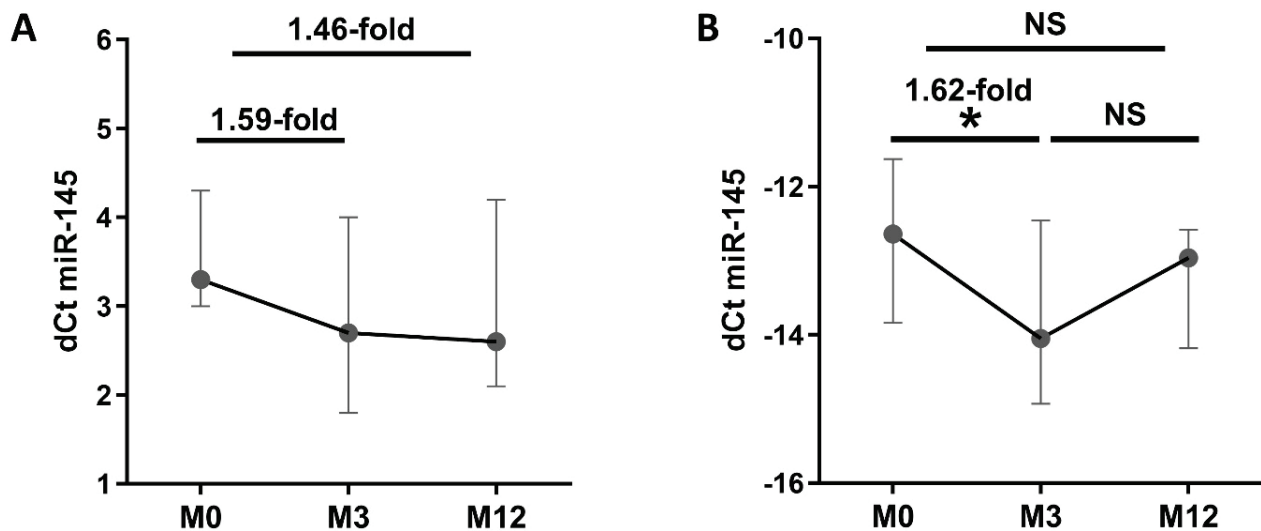 A
dCt miR-145
6
5
4
3
2
1
1.46-fold
1.59-fold
M0 M3 M12
B
dCt miR-145
-10
-12
-14
-16
NS
1.62-fold
*
NS
M0 M3 M12